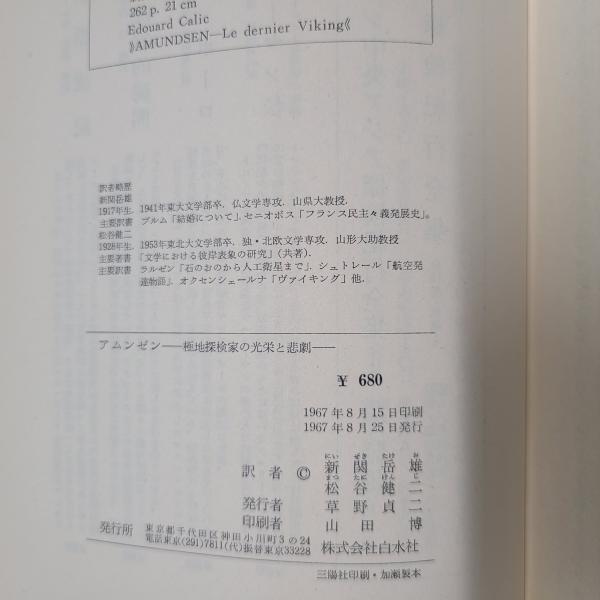 262 p. 21 cm
Edouard Calic
》AMUNDSEN—Le dernier Viking《
訳者略歴
新関岳雄
1917年生. 1941年東大文学部卒. 仏文学専攻. 山県大教授.
主要訳書 ブルム「結婚について」. セニオボス「フランス民主々義発展史」。
松谷健二
1928年生. 1953年東北大文学部卒. 独・北欧文学専攻. 山形大助教授
主要著書「文学における彼岸表象の研究」(共著).
主要訳書 ラルゼン「石のおのから人工衛星まで」. シュトレール「航空発
達物語」. オクセンシェールナ「ヴァイキング」他.
アムンゼン——極地探検家の光栄と悲劇——
¥ 680
1967年8月15日印刷
1967年8月25日発行
にい ぜき たけ お
訳者 © 新関岳雄
まつ たに けん じ
松谷健二
発行者 草野貞二
印刷者 山田博
発行所 東京都千代田区神田小川町3の24
電話東京(291)7811(代)振替東京33228
株式会社白水社
三陽社印刷・加瀬製本